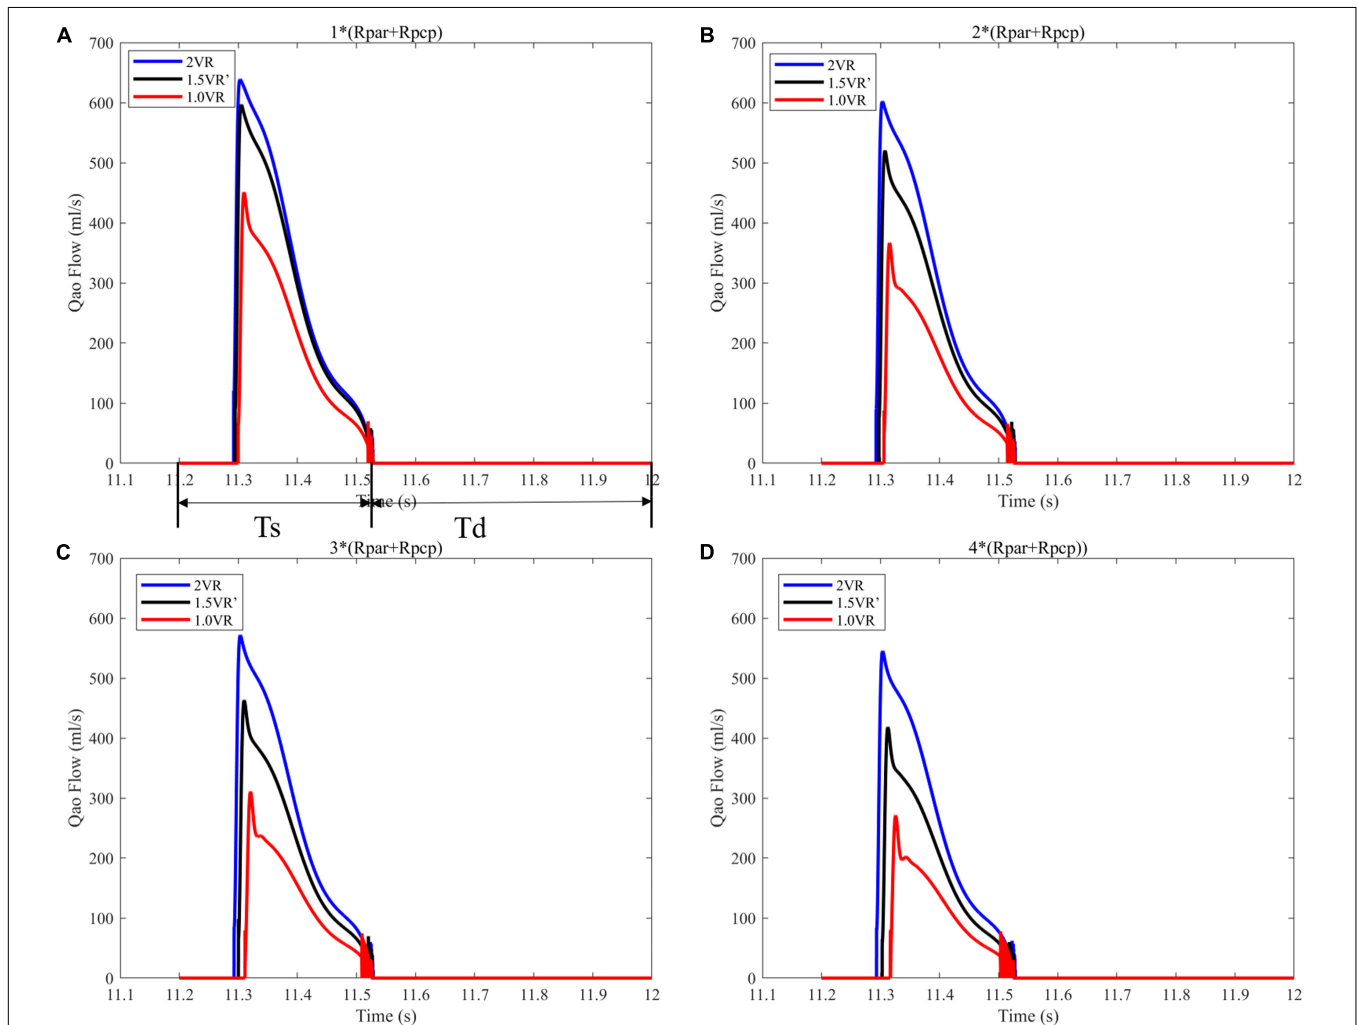 A
1*(Rpar+Rpcp)
700
600
500
400
300
200
100
0
Qao Flow (ml/s)
2VR
1.5VR’
1.0VR
11.1 11.2 11.3 11.4 11.5 11.6 11.7 11.8 11.9 12
Time (s)
Ts
Td
B
2*(Rpar+Rpcp)
700
600
500
400
300
200
100
0
Qao Flow (ml/s)
2VR
1.5VR’
1.0VR
11.1 11.2 11.3 11.4 11.5 11.6 11.7 11.8 11.9 12
Time (s)
C
3*(Rpar+Rpcp)
700
600
500
400
300
200
100
0
Qao Flow (ml/s)
2VR
1.5VR’
1.0VR
11.1 11.2 11.3 11.4 11.5 11.6 11.7 11.8 11.9 12
Time (s)
D
4*(Rpar+Rpcp))
700
600
500
400
300
200
100
0
Qao Flow (ml/s)
2VR
1.5VR’
1.0VR
11.1 11.2 11.3 11.4 11.5 11.6 11.7 11.8 11.9 12
Time (s)